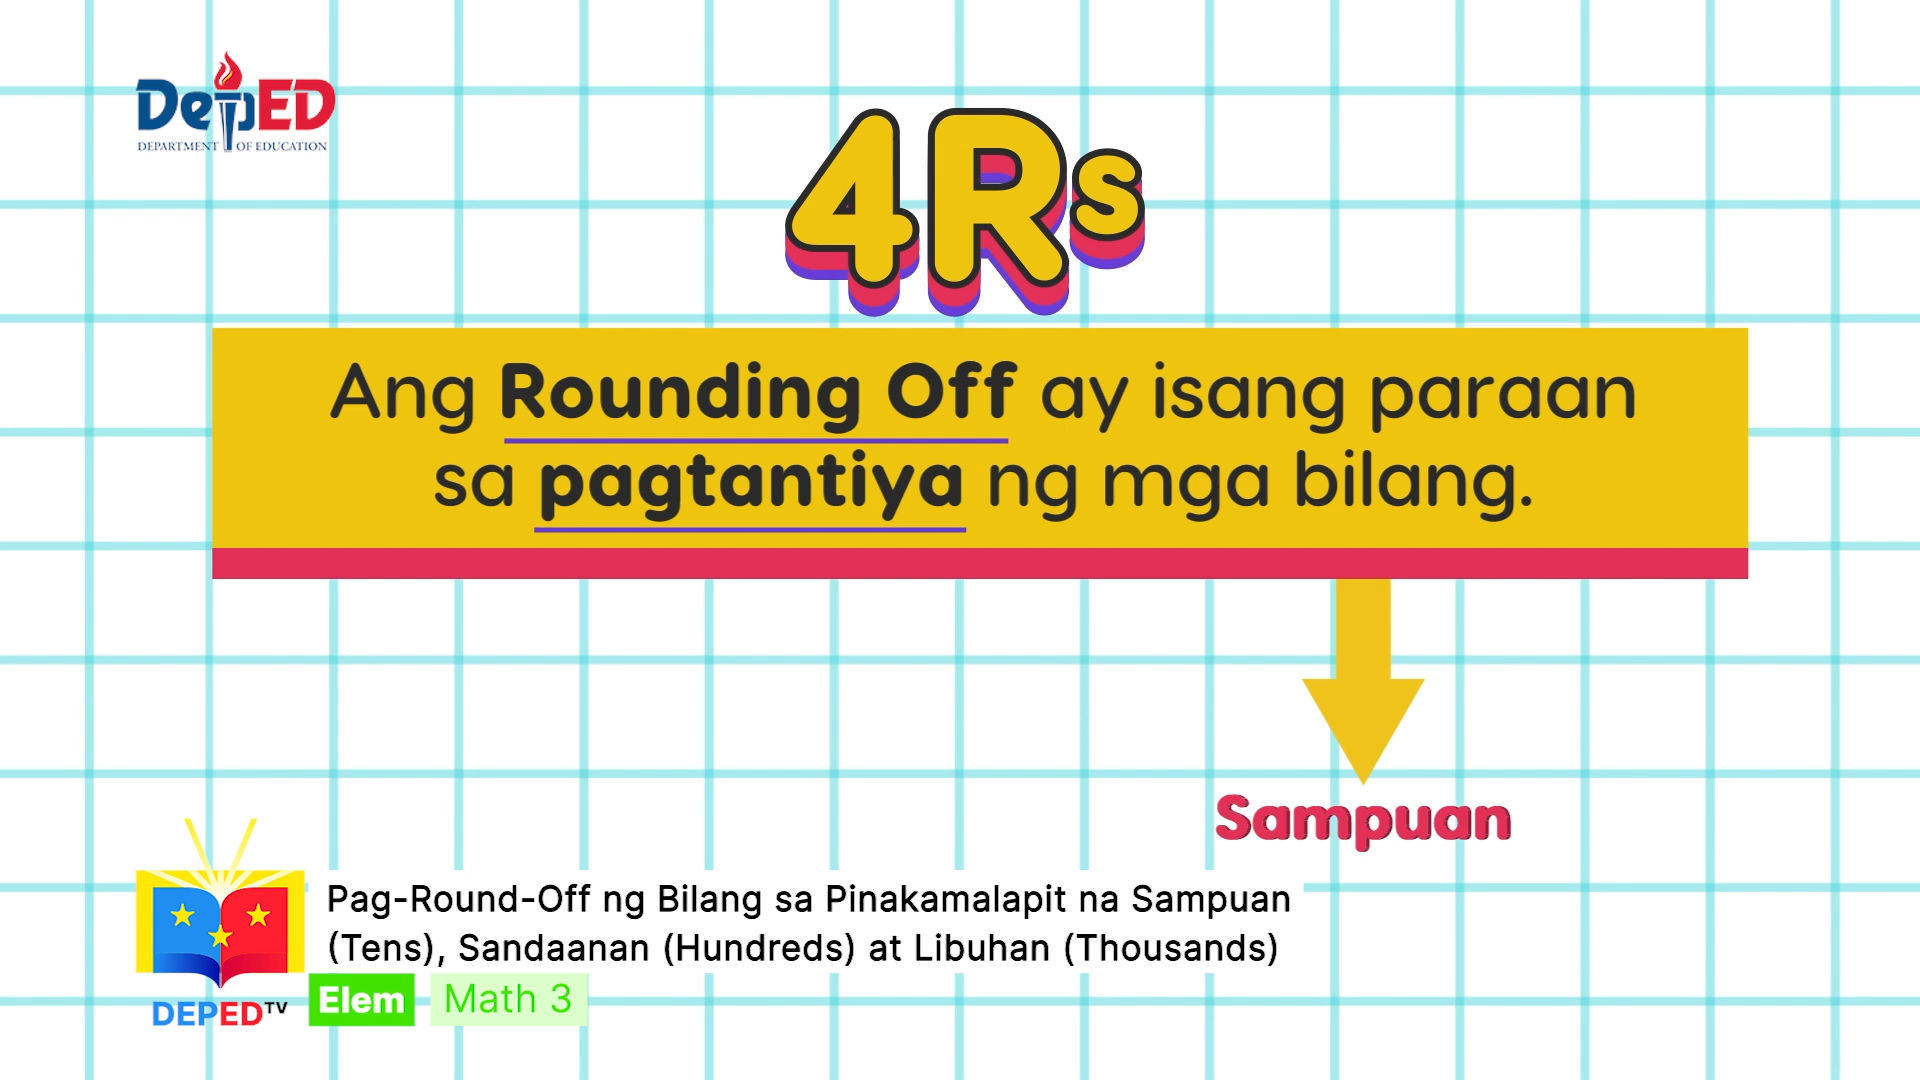 DepED
DEPARTMENT OF EDUCATION
4Rs
Ang Rounding Off ay isang paraan
sa pagtantiya ng mga bilang.
Sampuan
Pag-Round-Off ng Bilang sa Pinakamalapit na Sampuan
(Tens), Sandaanan (Hundreds) at Libuhan (Thousands)
DEPED TV
Elem
Math 3